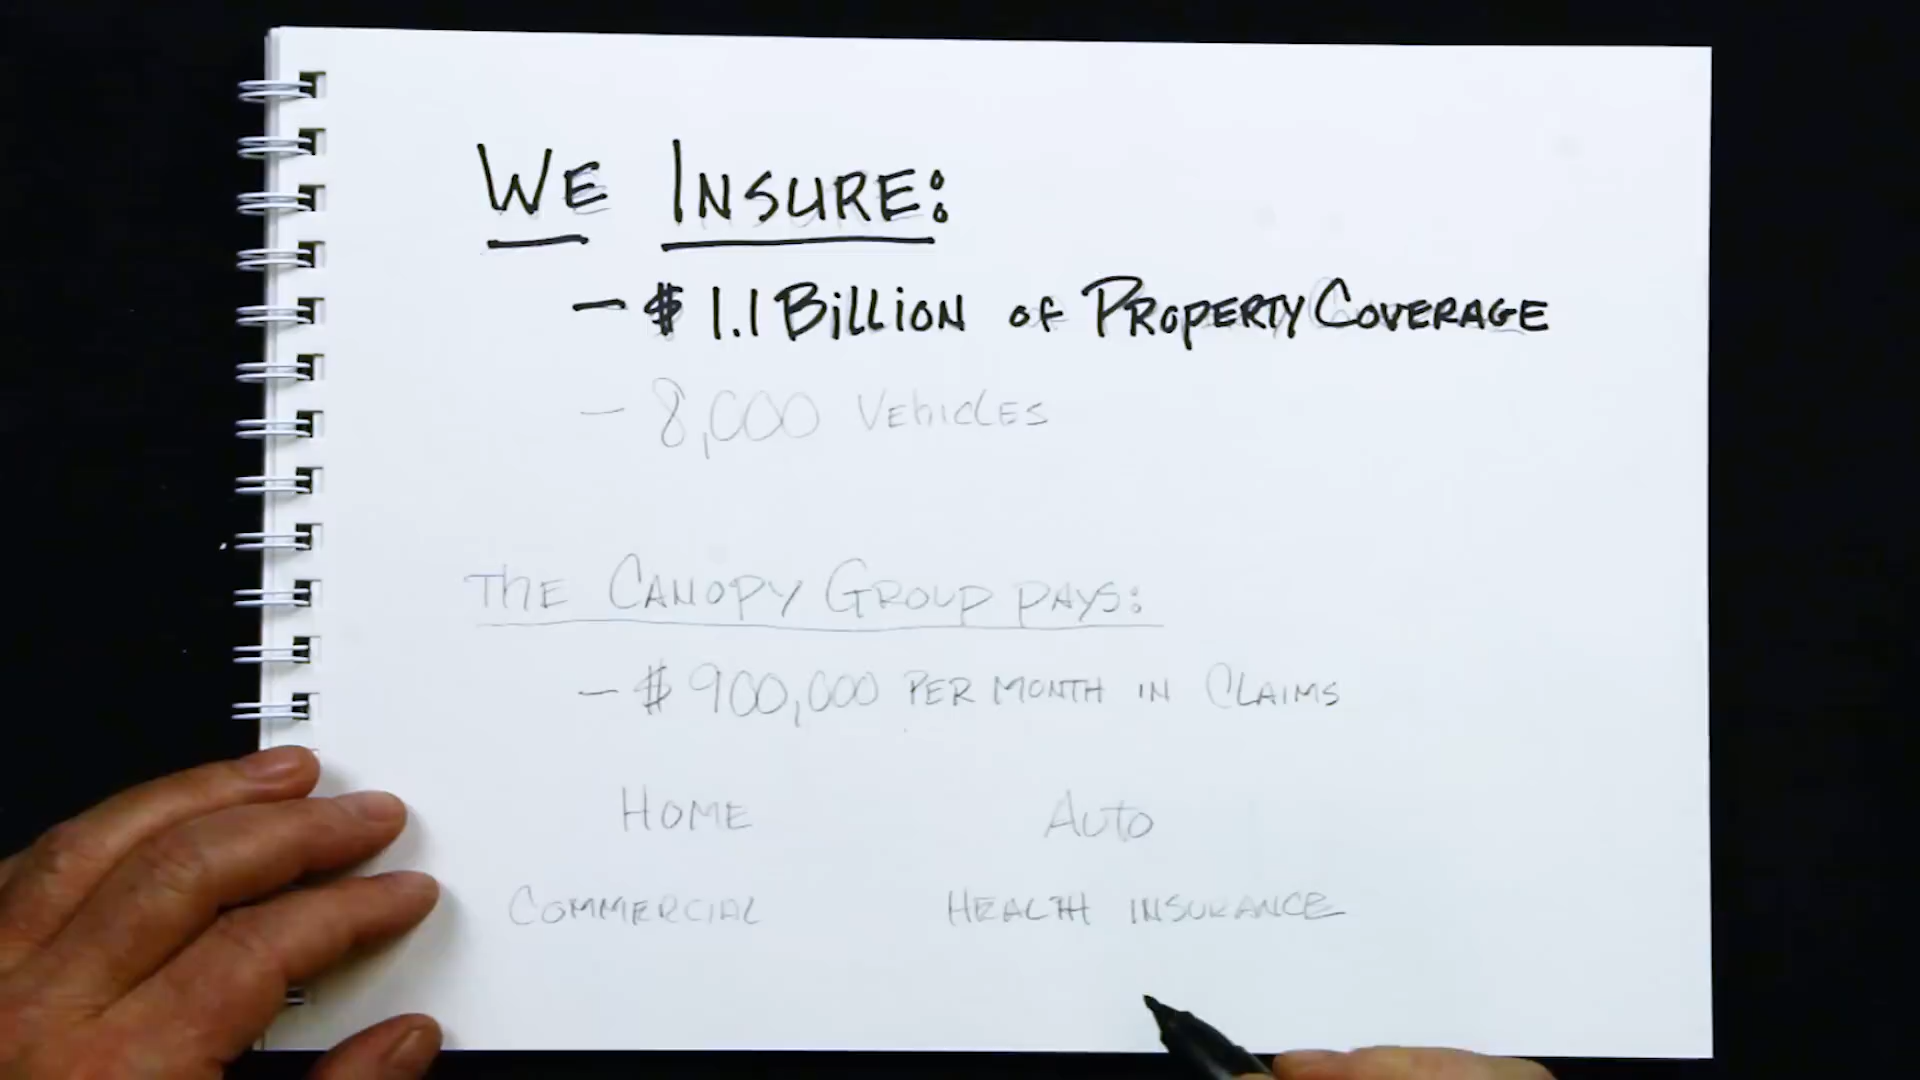 WE INSURE:
- $1.1 BILLION OF PROPERTY COVERAGE
- 8,000 VEHICLES
THE CANOPY GROUP PAYS:
- $900,000 PER MONTH IN CLAIMS
HOME AUTO
COMMERCIAL HEALTH INSURANCE